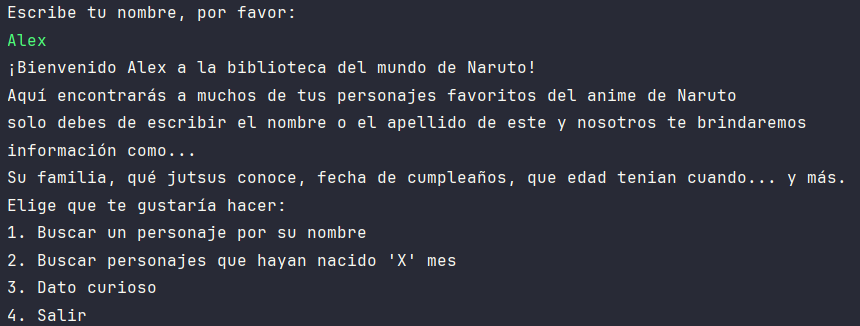 Escribe tu nombre, por favor:
Alex
¡Bienvenido Alex a la biblioteca del mundo de Naruto!
Aquí encontrarás a muchos de tus personajes favoritos del anime de Naruto
solo debes de escribir el nombre o el apellido de este y nosotros te brindaremos
información como...
Su familia, qué jutsus conoce, fecha de cumpleaños, que edad tenian cuando... y más.
Elige que te gustaría hacer:
1. Buscar un personaje por su nombre
2. Buscar personajes que hayan nacido 'X' mes
3. Dato curioso
4. Salir